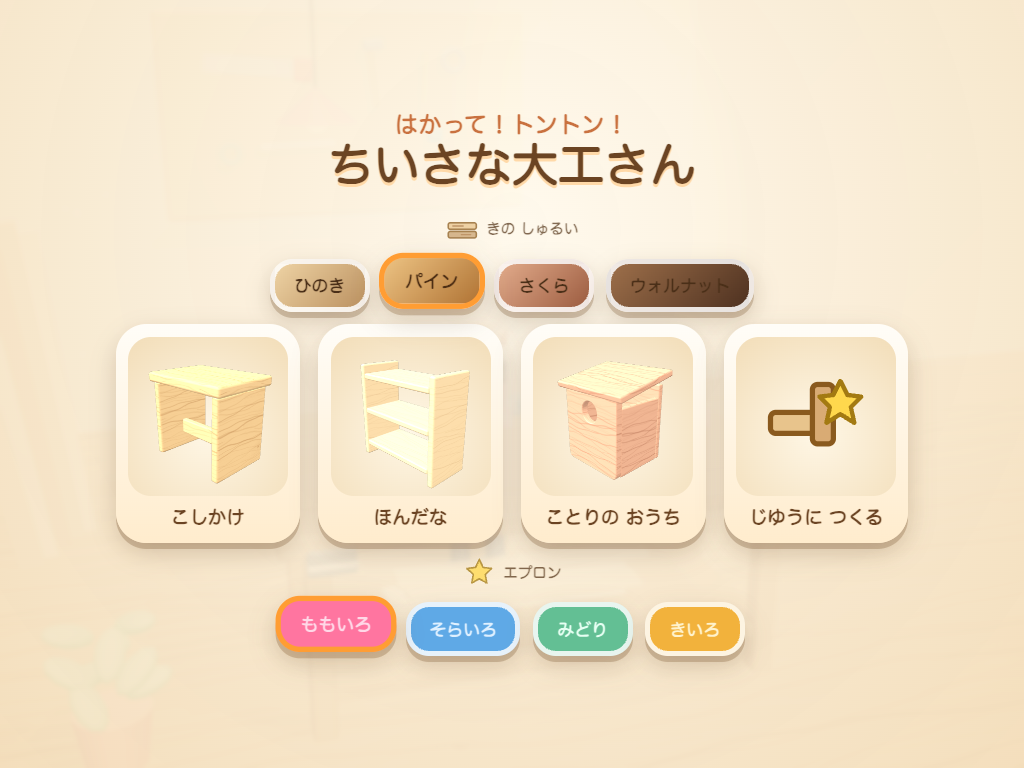 はかって！トントン！
ちいさな大工さん
きの しゅるい
ひのき
パイン
さくら
ウォルナット
こしかけ
ほんだな
ことりの おうち
じゆうに つくる
エプロン
ももいろ
そらいろ
みどり
きいろ